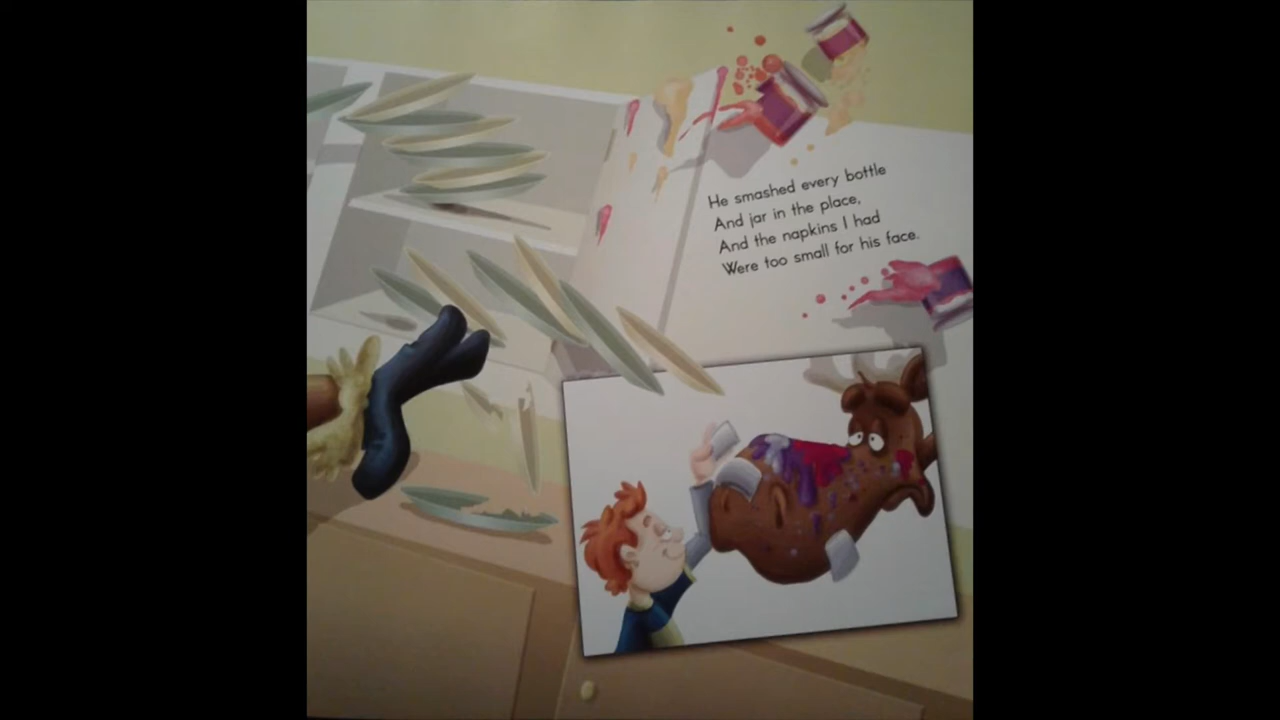 He smashed every bottle
And jar in the place,
And the napkins I had
Were too small for his face.